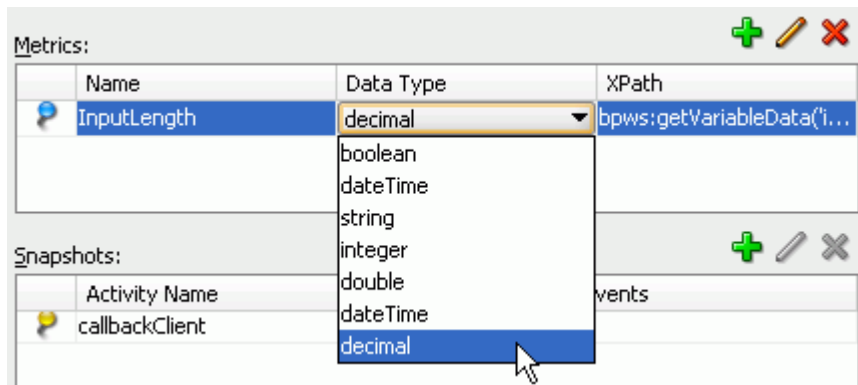 Metrics:
Name Data Type XPath
InputLength decimal bpws:getVariableData('i...
boolean
dateTime
string
integer
double
dateTime
decimal
Snapshots:
Activity Name vents
callbackClient